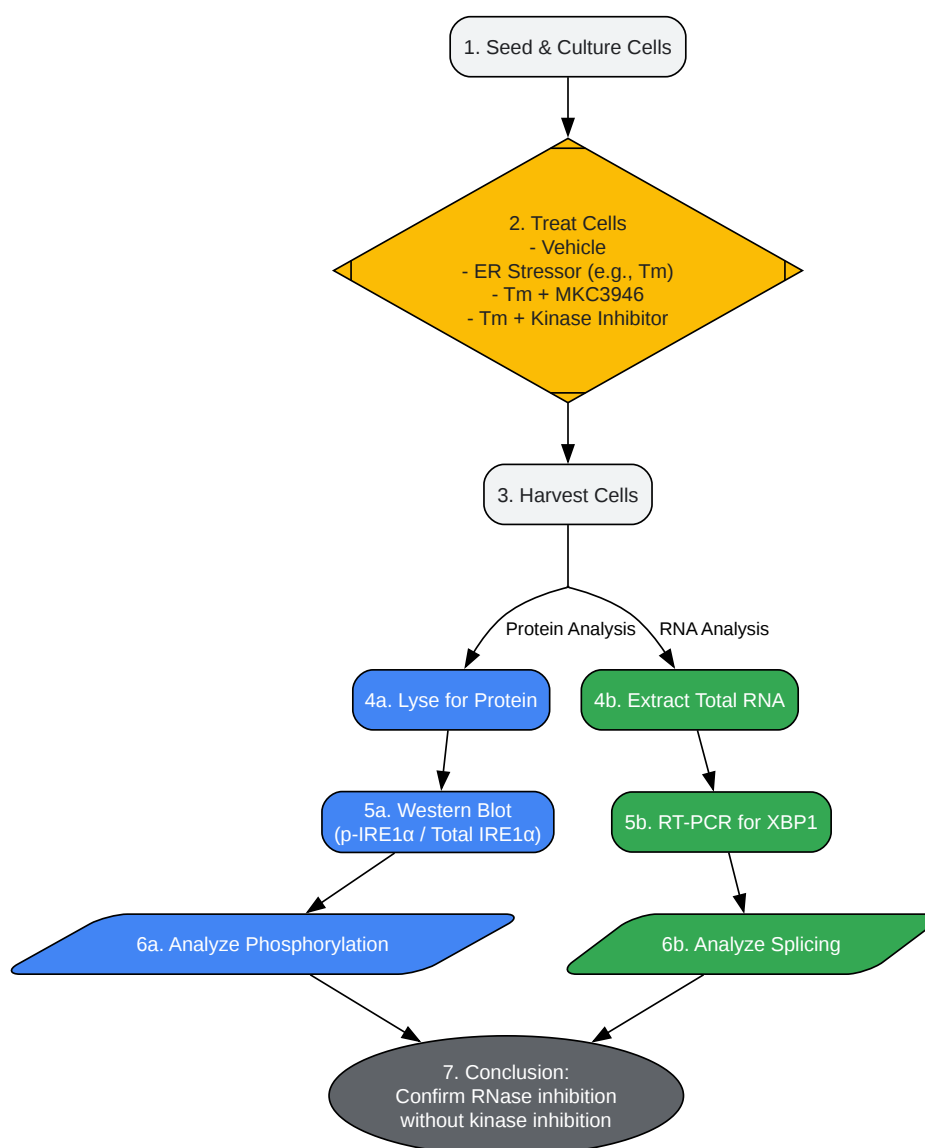 1. Seed & Culture Cells
2. Treat Cells
- Vehicle
- ER Stressor (e.g., Tm)
- Tm + MKC3946
- Tm + Kinase Inhibitor
3. Harvest Cells
Protein Analysis
RNA Analysis
4a. Lyse for Protein
4b. Extract Total RNA
5a. Western Blot
(p-IRE1α / Total IRE1α)
5b. RT-PCR for XBP1
6a. Analyze Phosphorylation
6b. Analyze Splicing
7. Conclusion:
Confirm RNase inhibition
without kinase inhibition